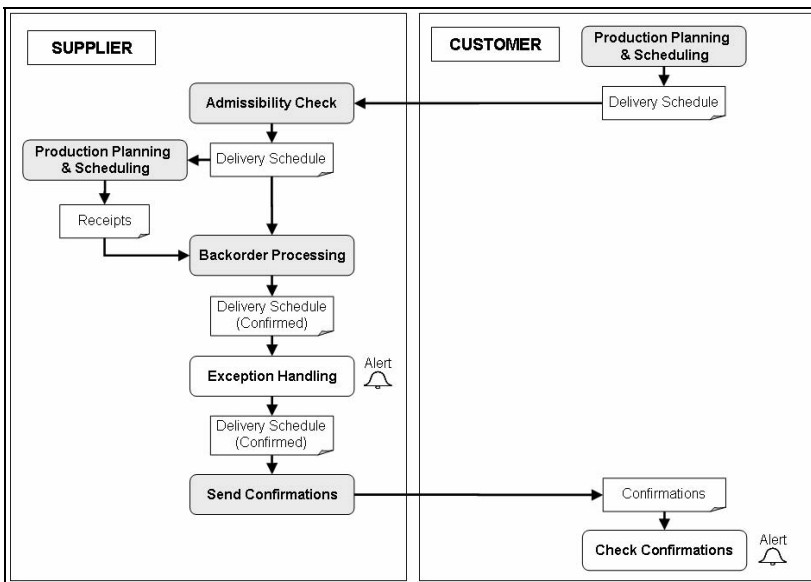 SUPPLIER
CUSTOMER
Production Planning
& Scheduling
Admissibility Check
Delivery Schedule
Production Planning
& Scheduling
Delivery Schedule
Receipts
Backorder Processing
Delivery Schedule
(Confirmed)
Alert
Exception Handling
Delivery Schedule
(Confirmed)
Send Confirmations
Confirmations
Alert
Check Confirmations